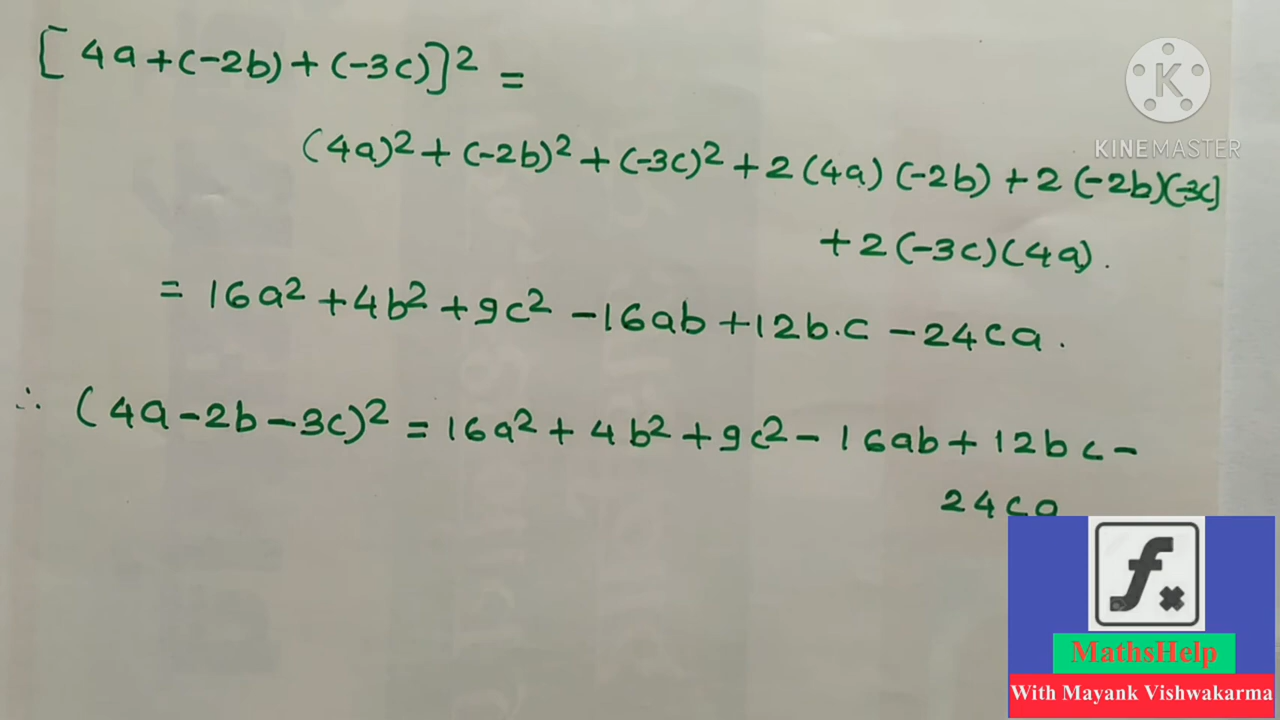 [4a+(-2b)+(-3c)]² =
(4a)²+(-2b)²+(-3c)²+2(4a)(-2b)+2(-2b)(-3c)
+2(-3c)(4a).
= 16a²+4b²+9c²-16ab+12b.c-24ca.
∴ (4a-2b-3c)²=16a²+4b²+9c²-16ab+12bc-
24ca
K
KINEMASTER
f×
MathsHelp
With Mayank Vishwakarma